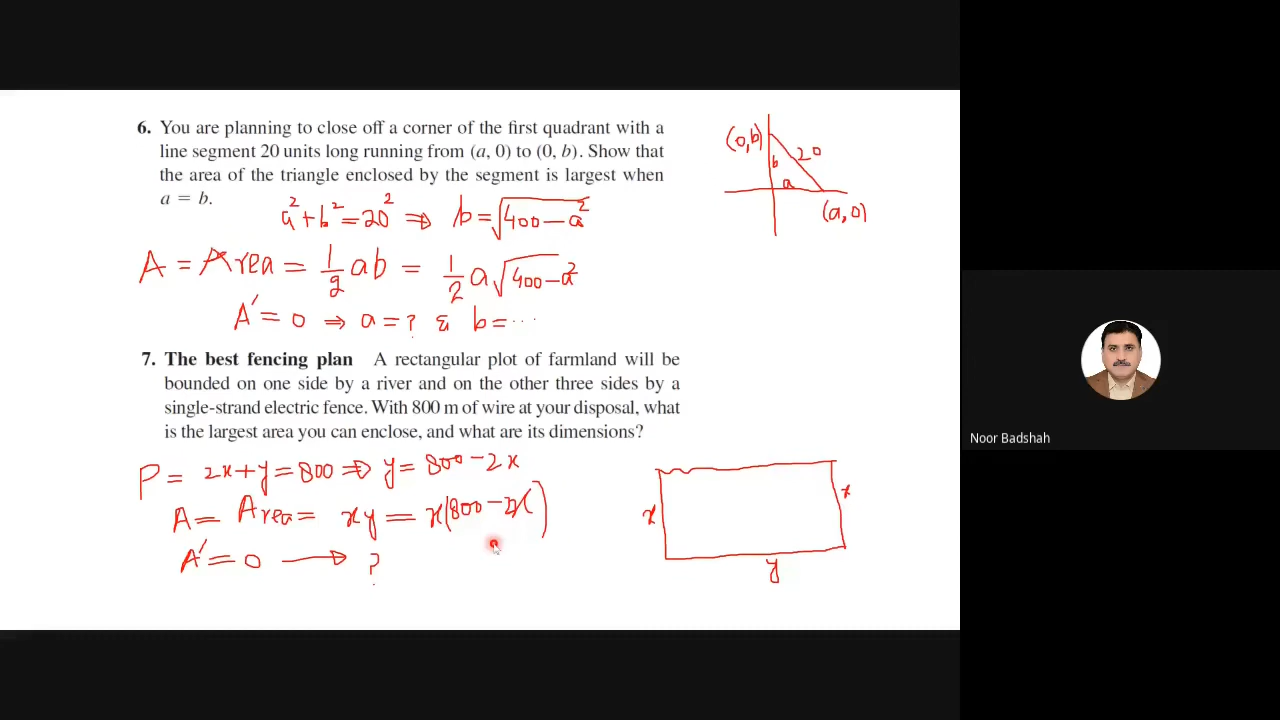 6. You are planning to close off a corner of the first quadrant with a
line segment 20 units long running from (a, 0) to (0, b). Show that
the area of the triangle enclosed by the segment is largest when
a = b.
a² + b² = 20² ⇒ b = √(400 − a²)
A = Area = 1/2 ab = 1/2 a √(400 − a²)
A' = 0 ⇒ a = ? & b = ...
(0, b)
20
b
a
(a, 0)
7. The best fencing plan A rectangular plot of farmland will be
bounded on one side by a river and on the other three sides by a
single-strand electric fence. With 800 m of wire at your disposal, what
is the largest area you can enclose, and what are its dimensions?
P = 2x + y = 800 ⇒ y = 800 − 2x
A = Area = xy = x(800 − 2x)
A' = 0 → ?
x
x
y
Noor Badshah